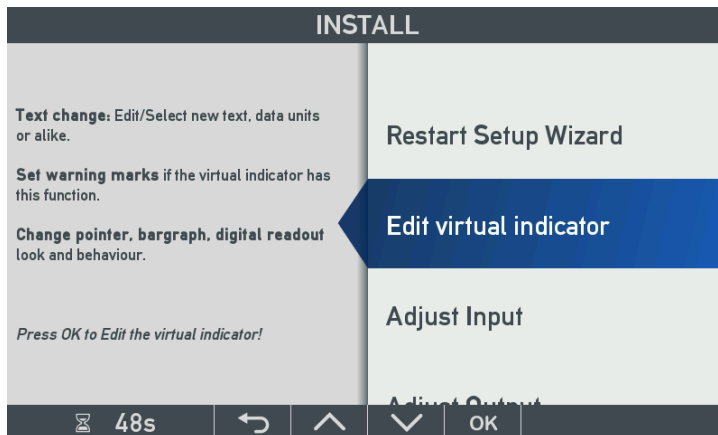 INSTALL
Text change: Edit/Select new text, data units
or alike.
Set warning marks if the virtual indicator has
this function.
Change pointer, bargraph, digital readout
look and behaviour.
Press OK to Edit the virtual indicator!
Restart Setup Wizard
Edit virtual indicator
Adjust Input
Adjust Output
48s
OK